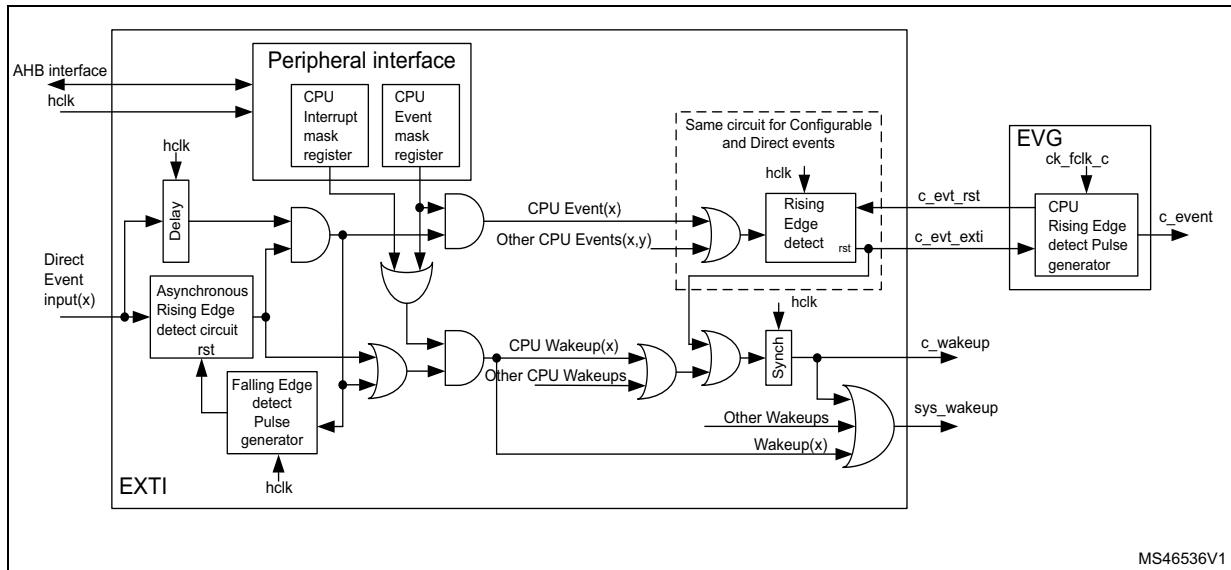 Peripheral interface
AHB interface
hclk
CPU
Interrupt
mask
register
CPU
Event
mask
register
hclk
Delay
Direct
Event
input(x)
Asynchronous
Rising Edge
detect circuit
rst
Falling Edge
detect
Pulse
generator
hclk
EXTI
CPU Event(x)
Other CPU Events(x,y)
Same circuit for Configurable
and Direct events
hclk
Rising
Edge
detect
rst
EVG
ck_fclk_c
c_evt_rst
c_evt_exti
CPU
Rising Edge
detect Pulse
generator
c_event
CPU Wakeup(x)
Other CPU Wakeups
hclk
Synch
c_wakeup
Other Wakeups
Wakeup(x)
sys_wakeup
MS46536V1